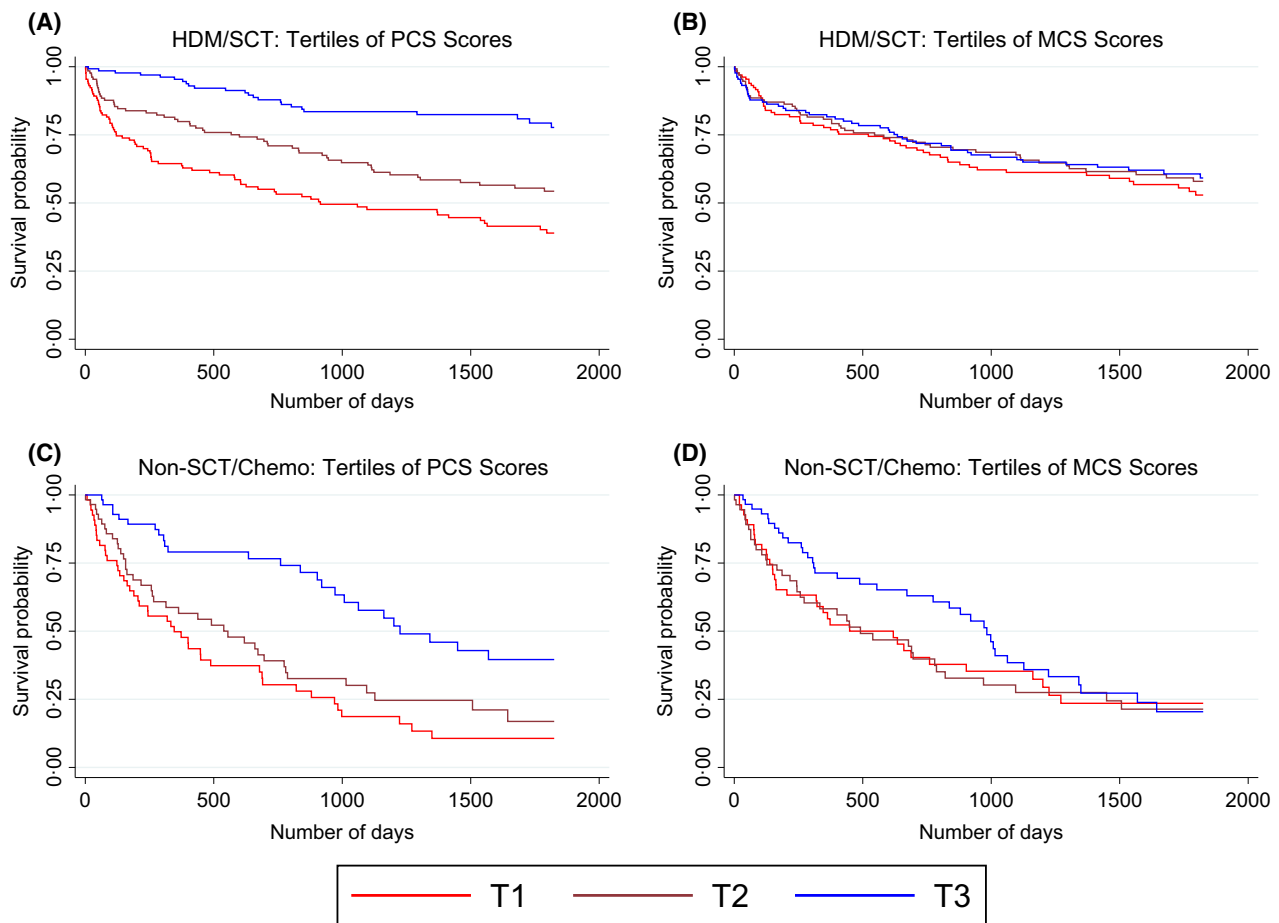 (A)
HDM/SCT: Tertiles of PCS Scores
Survival probability
0·00 0·25 0·50 0·75 1·00
0 500 1000 1500 2000
Number of days
(B)
HDM/SCT: Tertiles of MCS Scores
Survival probability
0·00 0·25 0·50 0·75 1·00
0 500 1000 1500 2000
Number of days
(C)
Non-SCT/Chemo: Tertiles of PCS Scores
Survival probability
0·00 0·25 0·50 0·75 1·00
0 500 1000 1500 2000
Number of days
(D)
Non-SCT/Chemo: Tertiles of MCS Scores
Survival probability
0·00 0·25 0·50 0·75 1·00
0 500 1000 1500 2000
Number of days
T1 T2 T3